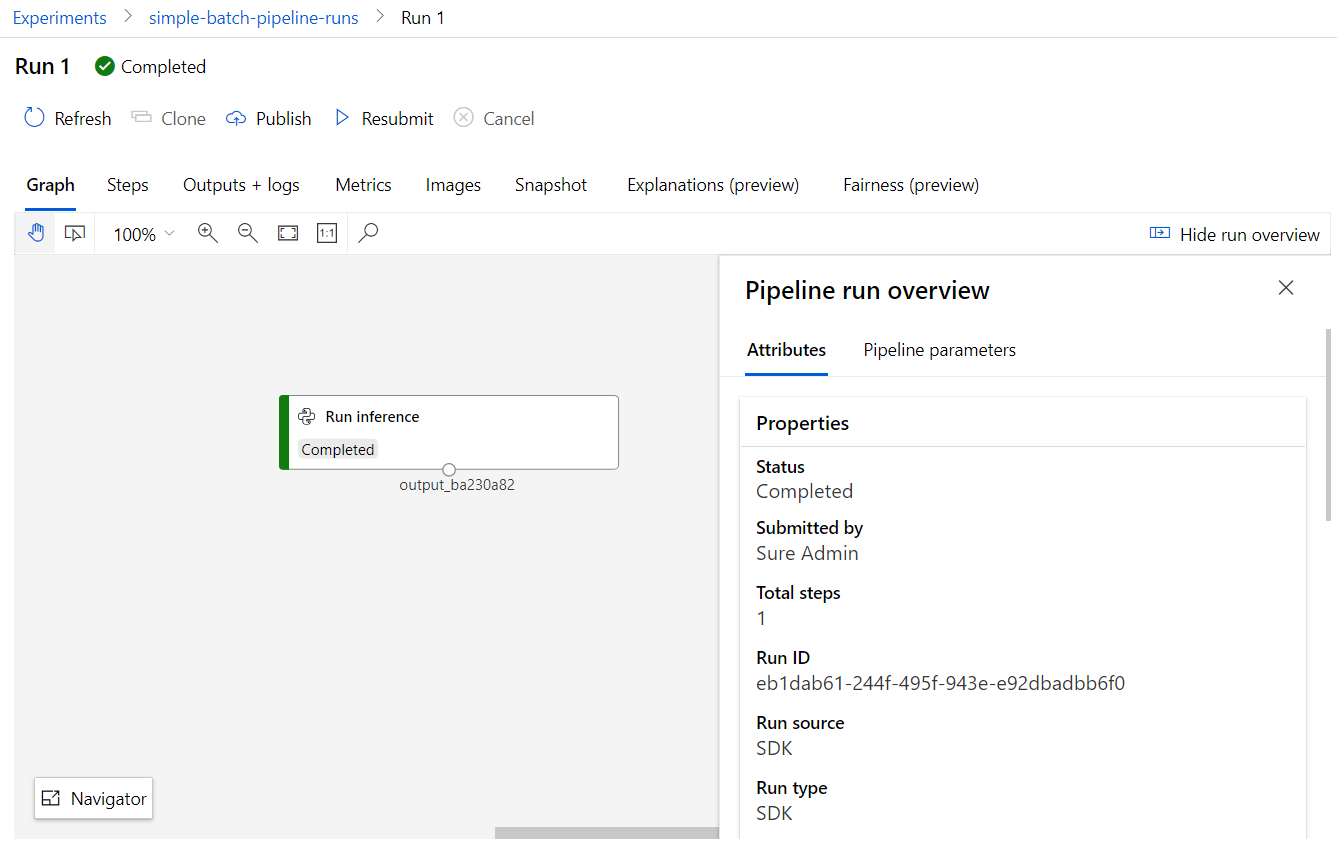 Experiments > simple-batch-pipeline-runs > Run 1
Run 1 Completed
Refresh Clone Publish Resubmit Cancel
Graph Steps Outputs + logs Metrics Images Snapshot Explanations (preview) Fairness (preview)
100% 1:1 Hide run overview
Pipeline run overview
Attributes Pipeline parameters
Run inference
Completed
output_ba230a82
Properties
Status
Completed
Submitted by
Sure Admin
Total steps
1
Run ID
eb1dab61-244f-495f-943e-e92dbadbb6f0
Run source
SDK
Run type
SDK
Navigator